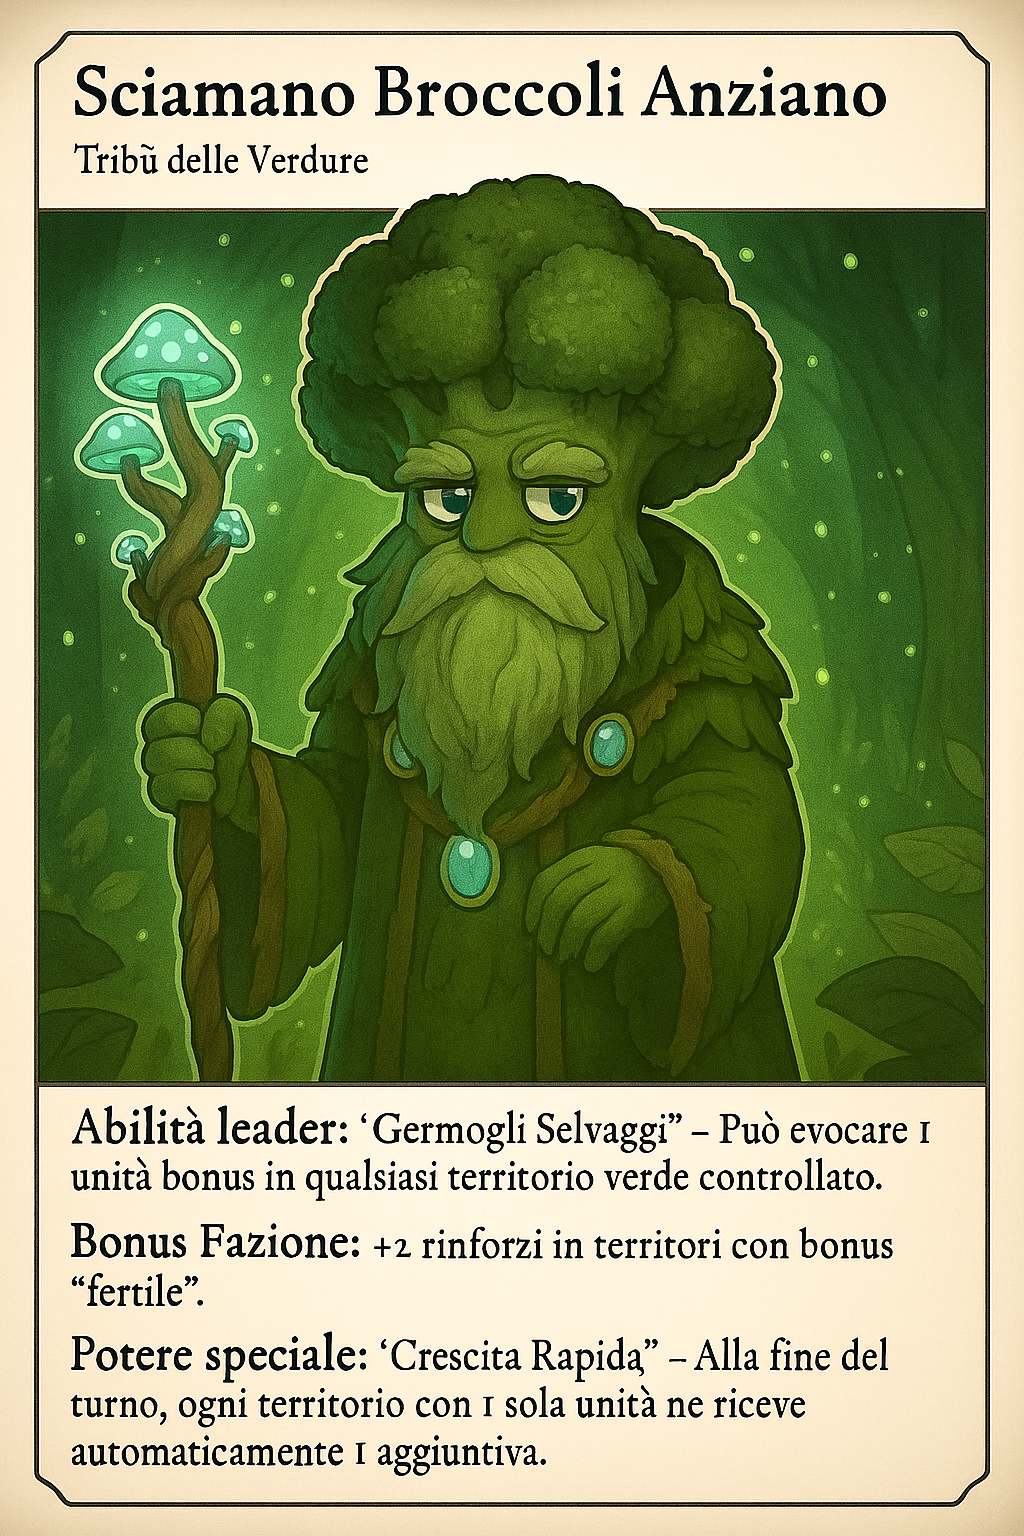 Sciamano Broccoli Anziano
Tribũ delle Verdure
Abilità leader: ‘Germogli Selvaggi” – Può evocare 1
unità bonus in qualsiasi territorio verde controllato.
Bonus Fazione: +2 rinforzi in territori con bonus
“fertile”.
Potere speciale: ‘Crescita Rapida,” – Alla fine del
turno, ogni territorio con 1 sola unità ne riceve
automaticamente 1 aggiuntiva.